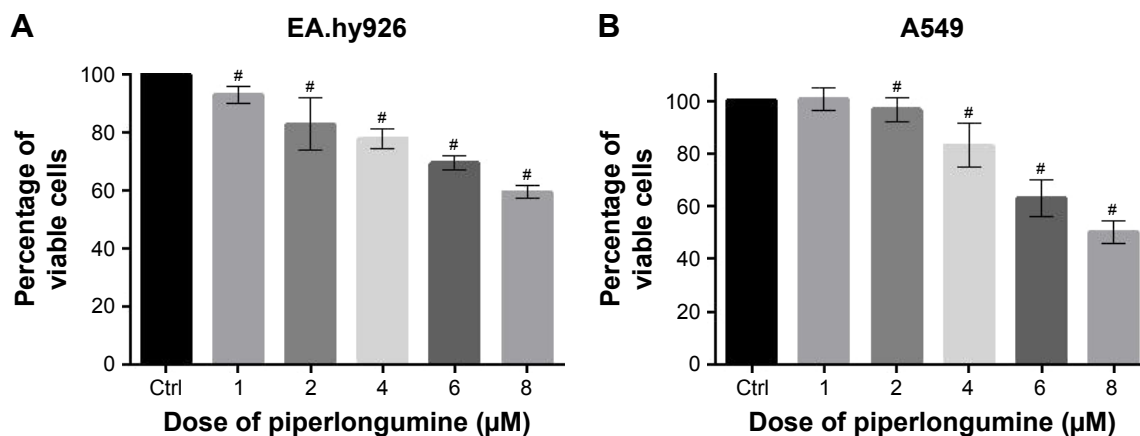 A
EA.hy926
Percentage of
viable cells
100
80
60
40
20
0
#
#
#
#
#
Ctrl 1 2 4 6 8
Dose of piperlongumine (µM)
B
A549
Percentage of
viable cells
100
80
60
40
20
0
#
#
#
#
Ctrl 1 2 4 6 8
Dose of piperlongumine (µM)